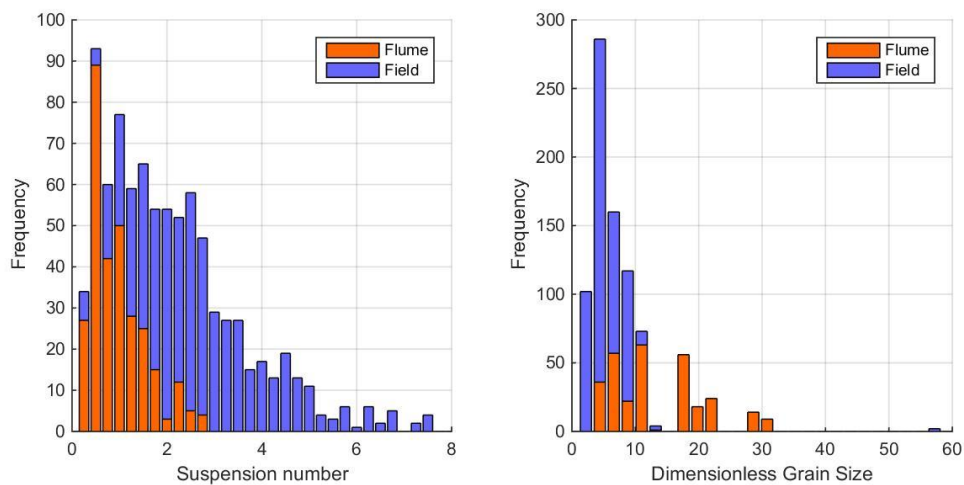 100
90
80
70
60
50
40
30
20
10
0
Frequency
0 2 4 6 8
Suspension number
Flume
Field
300
250
200
150
100
50
0
Frequency
0 10 20 30 40 50 60
Dimensionless Grain Size
Flume
Field